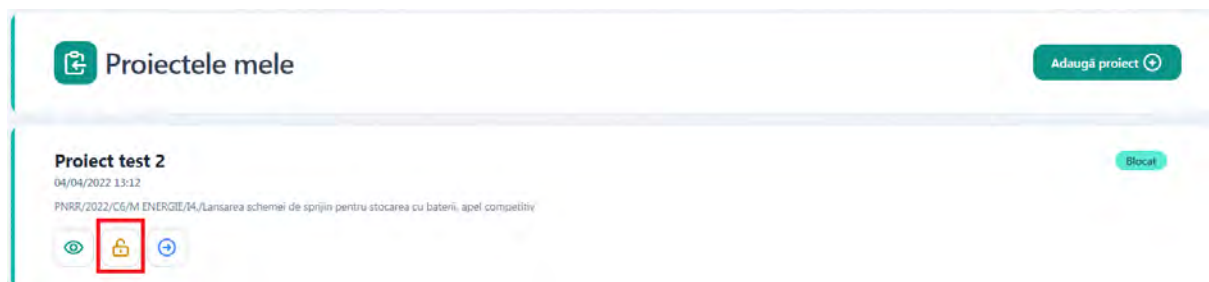 Proiectele mele
Adaugă proiect
Proiect test 2
Blocat
04/04/2022 13:12
PNRR/2022/C6/M ENERGIE/I4./Lansarea schemei de sprijin pentru stocarea cu baterii, apel competitiv